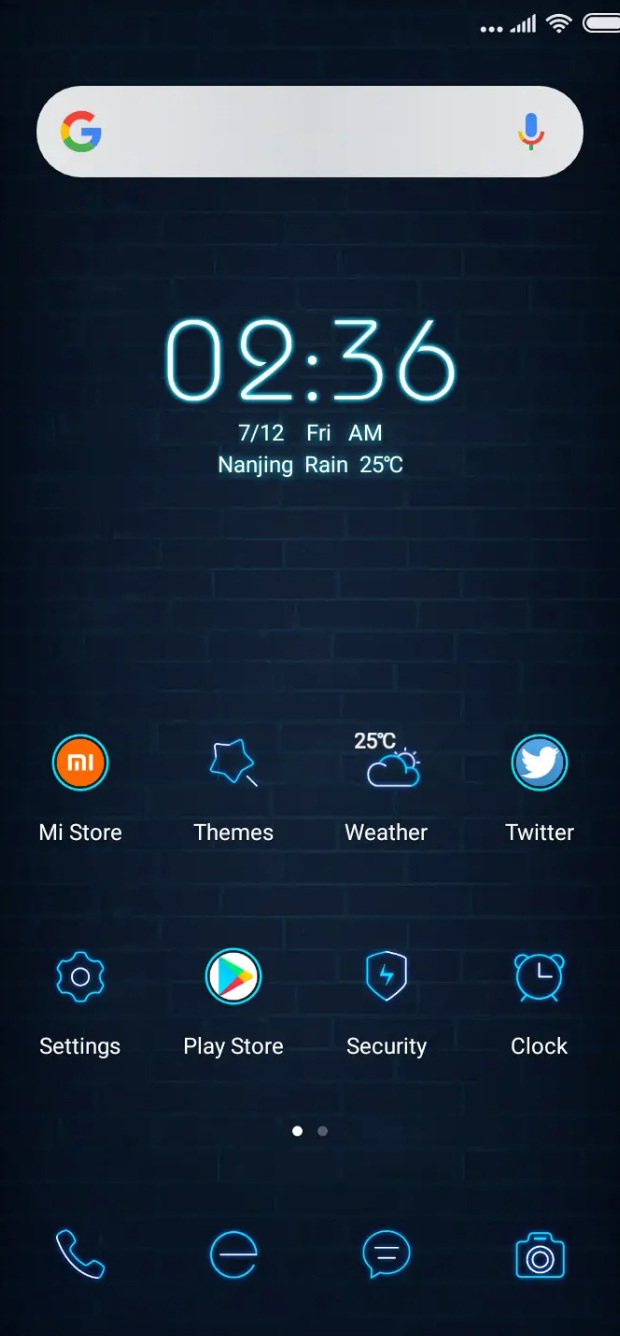 02:36
7/12 Fri AM
Nanjing Rain 25℃
25℃
Mi Store Themes Weather Twitter
Settings Play Store Security Clock